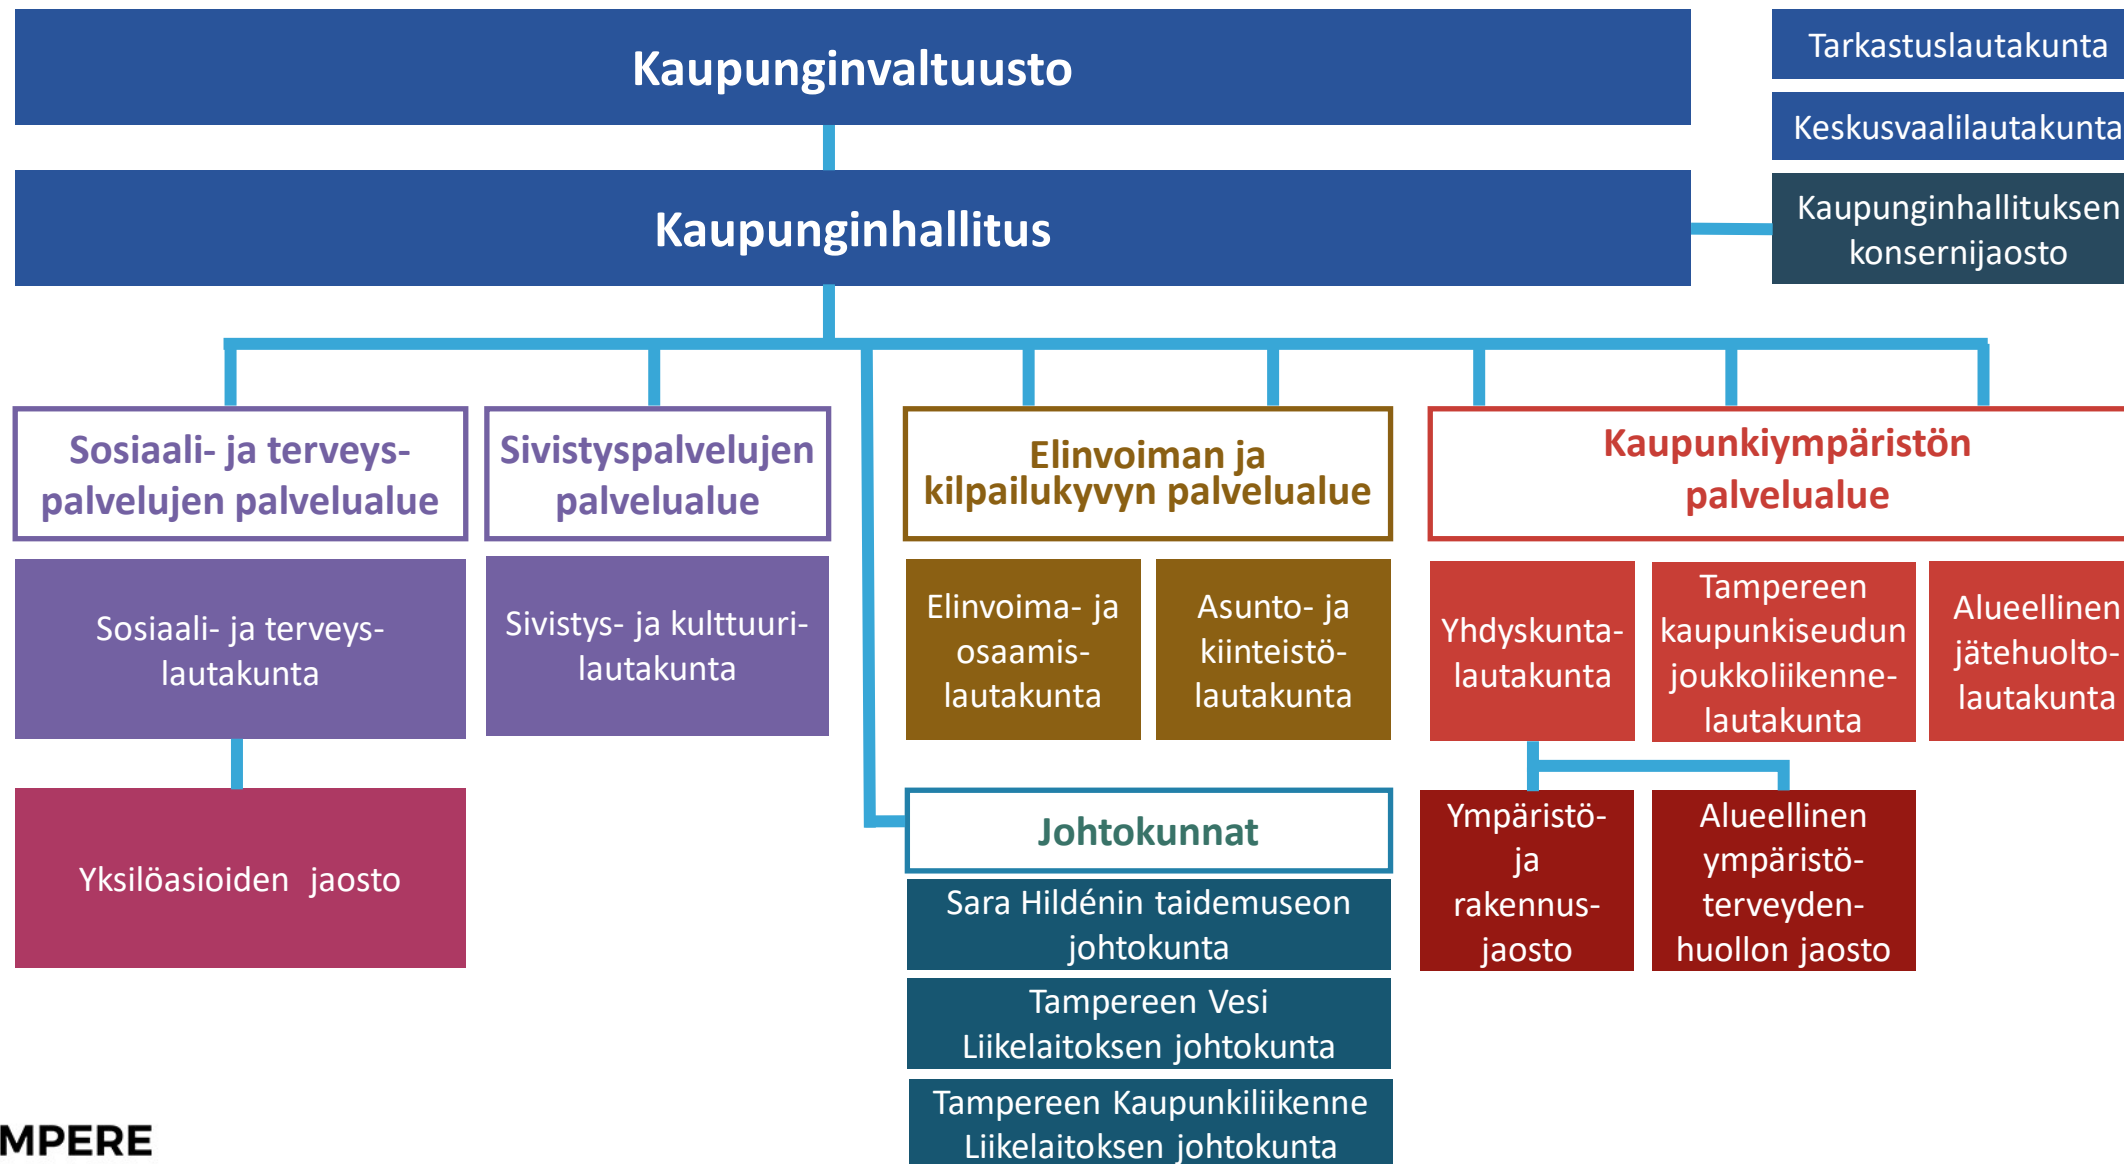 Kaupunginvaltuusto
Tarkastuslautakunta
Keskusvaalilautakunta
Kaupunginhallitus
Kaupunginhallituksen
konsernijaosto
Sosiaali- ja terveys-
palvelujen palvelualue
Sivistyspalvelujen
palvelualue
Elinvoiman ja
kilpailukyvyn palvelualue
Kaupunkiympäristön
palvelualue
Sosiaali- ja terveys-
lautakunta
Sivistys- ja kulttuuri-
lautakunta
Elinvoima- ja
osaamis-
lautakunta
Asunto- ja
kiinteistö-
lautakunta
Yhdyskunta-
lautakunta
Tampereen
kaupunkiseudun
joukkoliikenne-
lautakunta
Alueellinen
jätehuolto-
lautakunta
Yksilöasioiden jaosto
Johtokunnat
Sara Hildénin taidemuseon
johtokunta
Tampereen Vesi
Liikelaitoksen johtokunta
Tampereen Kaupunkiliikenne
Liikelaitoksen johtokunta
Ympäristö-
ja
rakennus-
jaosto
Alueellinen
ympäristö-
terveyden-
huollon jaosto
MPERE